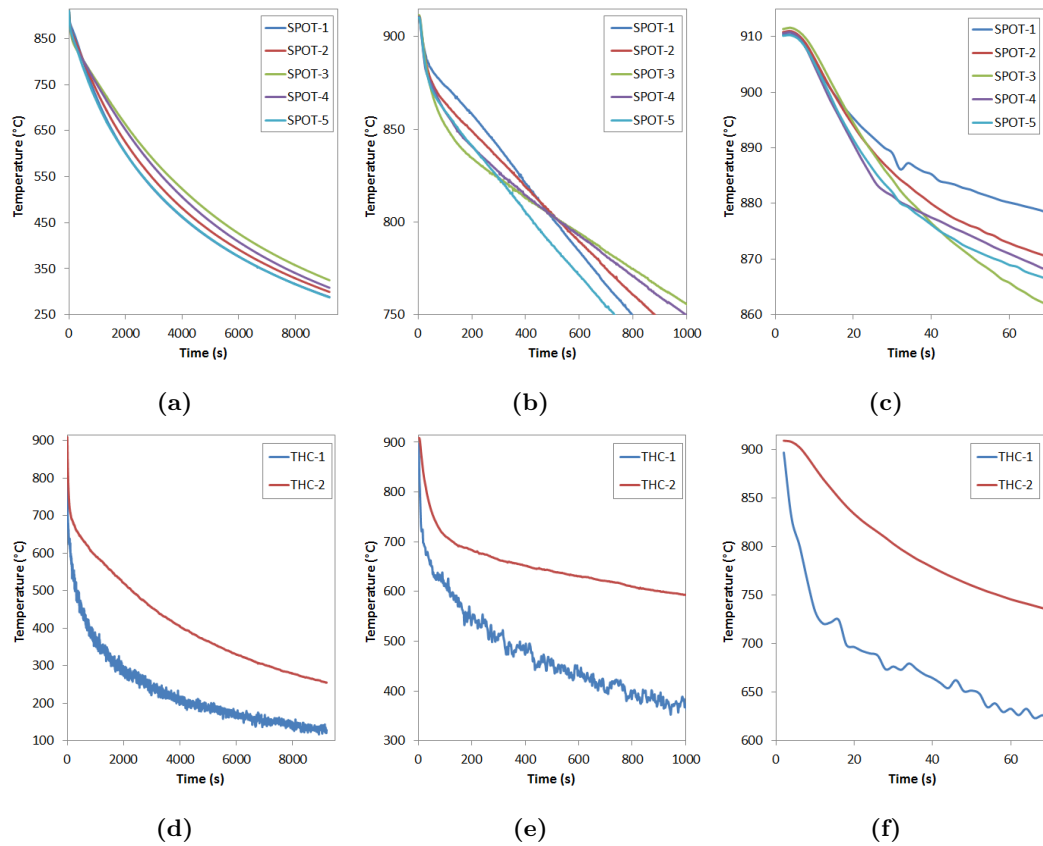 850
750
650
550
450
350
250
0 2000 4000 6000 8000
Temperature (°C)
Time (s)
SPOT-1
SPOT-2
SPOT-3
SPOT-4
SPOT-5
(a)
900
850
800
750
0 200 400 600 800 1000
Temperature (°C)
Time (s)
SPOT-1
SPOT-2
SPOT-3
SPOT-4
SPOT-5
(b)
910
900
890
880
870
860
0 20 40 60
Temperature (°C)
Time (s)
SPOT-1
SPOT-2
SPOT-3
SPOT-4
SPOT-5
(c)
900
800
700
600
500
400
300
200
100
0 2000 4000 6000 8000
Temperature (°C)
Time (s)
THC-1
THC-2
(d)
900
800
700
600
500
400
300
0 200 400 600 800 1000
Temperature (°C)
Time (s)
THC-1
THC-2
(e)
900
850
800
750
700
650
600
0 20 40 60
Temperature (°C)
Time (s)
THC-1
THC-2
(f)